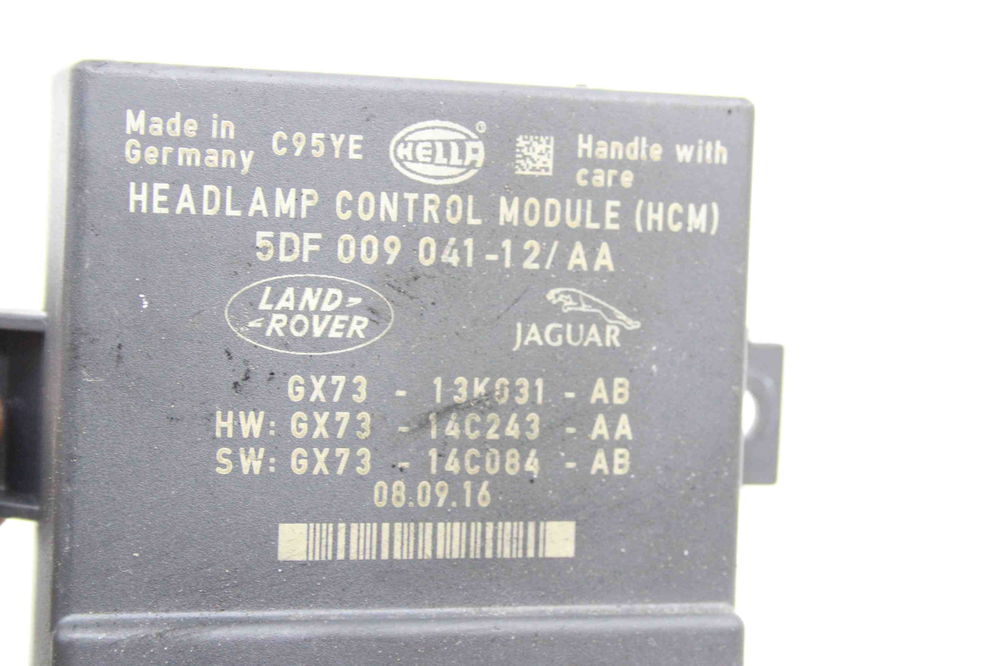 Made in
Germany
C95YE
HELLA
®
Handle with
care
HEADLAMP CONTROL MODULE (HCM)
5DF 009 041-12/AA
LAND-
-ROVER
JAGUAR
GX73 - 13K031 - AB
HW: GX73 - 14C243 - AA
SW: GX73 - 14C084 - AB
08.09.16